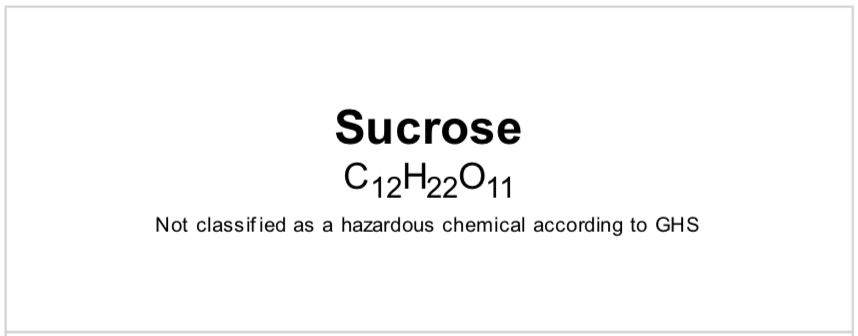 Sucrose
C₁₂H₂₂O₁₁
Not classified as a hazardous chemical according to GHS